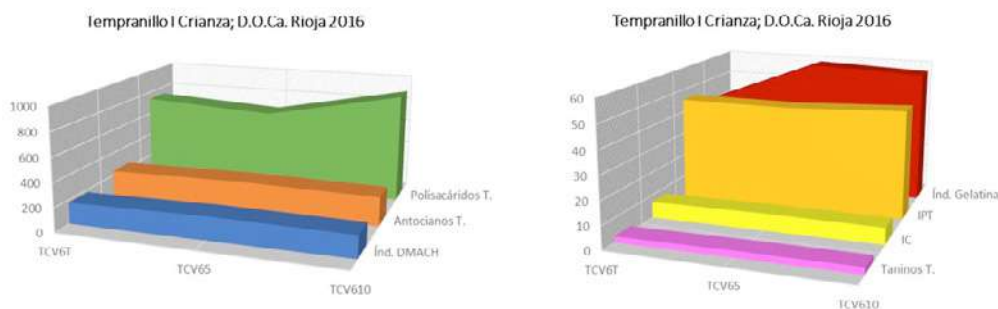 Tempranillo I Crianza; D.O.Ca. Rioja 2016
1000
800
600
400
200
0
TCV6T
TCV65
TCV610
Polisacáridos T.
Antocianos T.
Índ. DMACH
Tempranillo I Crianza; D.O.Ca. Rioja 2016
60
50
40
30
20
10
0
TCV6T
TCV65
TCV610
Índ. Gelatina
IPT
IC
Taninos T.